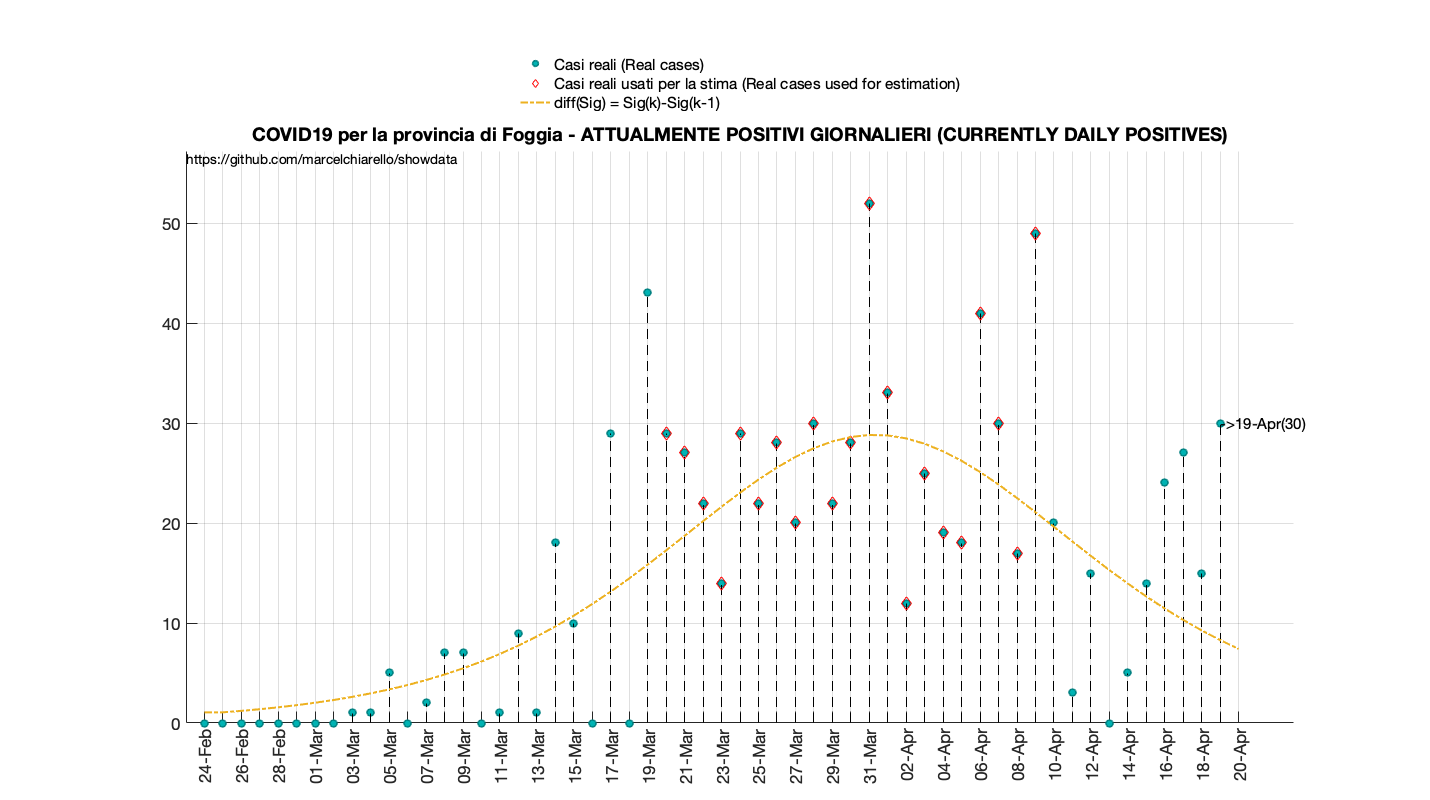 Casi reali (Real cases)
Casi reali usati per la stima (Real cases used for estimation)
diff(Sig) = Sig(k)-Sig(k-1)
COVID19 per la provincia di Foggia - ATTUALMENTE POSITIVI GIORNALIERI (CURRENTLY DAILY POSITIVES)
https://github.com/marcelchiarello/showdata
50
40
30
20
10
0
->19-Apr(30)
24-Feb
26-Feb
28-Feb
01-Mar
03-Mar
05-Mar
07-Mar
09-Mar
11-Mar
13-Mar
15-Mar
17-Mar
19-Mar
21-Mar
23-Mar
25-Mar
27-Mar
29-Mar
31-Mar
02-Apr
04-Apr
06-Apr
08-Apr
10-Apr
12-Apr
14-Apr
16-Apr
18-Apr
20-Apr